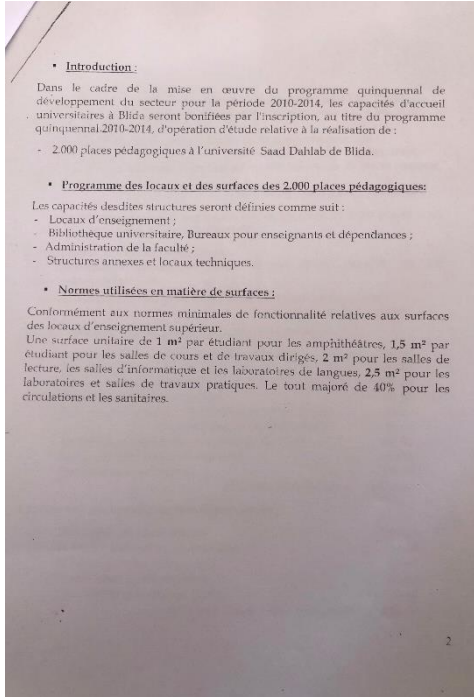 • Introduction :
Dans le cadre de la mise en œuvre du programme quinquennal de
développement du secteur pour la période 2010-2014, les capacités d'accueil
universitaires à Blida seront bonifiées par l'inscription, au titre du programme
quinquennal 2010-2014, d'opération d'étude relative à la réalisation de :
- 2.000 places pédagogiques à l'université Saad Dahlab de Blida.
• Programme des locaux et des surfaces des 2.000 places pédagogiques:
Les capacités desdites structures seront définies comme suit :
- Locaux d'enseignement ;
- Bibliothèque universitaire, Bureaux pour enseignants et dépendances ;
- Administration de la faculté ;
- Structures annexes et locaux techniques.
• Normes utilisées en matière de surfaces :
Conformément aux normes minimales de fonctionnalité relatives aux surfaces
des locaux d'enseignement supérieur.
Une surface unitaire de 1 m² par étudiant pour les amphithéâtres, 1,5 m² par
étudiant pour les salles de cours et de travaux dirigés, 2 m² pour les salles de
lecture, les salles d'informatique et les laboratoires de langues, 2,5 m² pour les
laboratoires et salles de travaux pratiques. Le tout majoré de 40% pour les
circulations et les sanitaires.
2